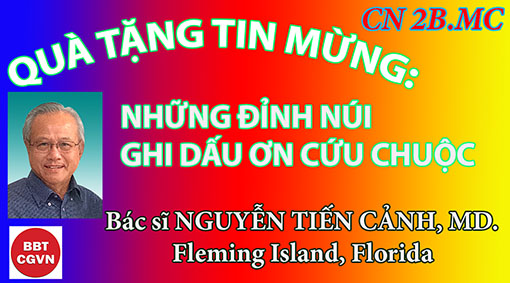 CN 2B.MC
QUÀ TẶNG TIN MỪNG:
NHỮNG ĐỈNH NÚI
GHI DẤU ƠN CỨU CHUỘC
Bác sĩ NGUYỄN TIẾN CẢNH, MD.
Fleming Island, Florida
BBT
CGVN